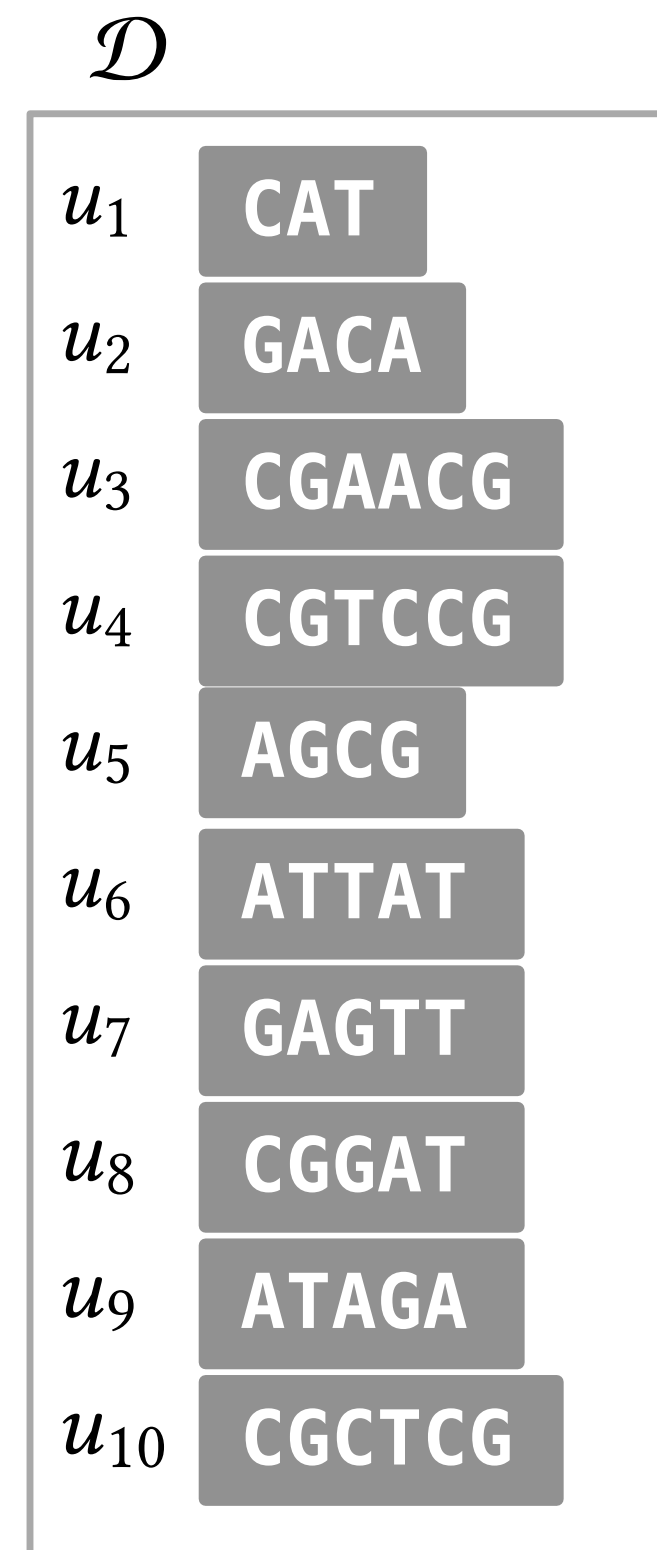 𝒟
u₁ CAT
u₂ GACA
u₃ CGAACG
u₄ CGTCCG
u₅ AGCG
u₆ ATTAT
u₇ GAGTT
u₈ CGGAT
u₉ ATAGA
u₁₀ CGCTCG